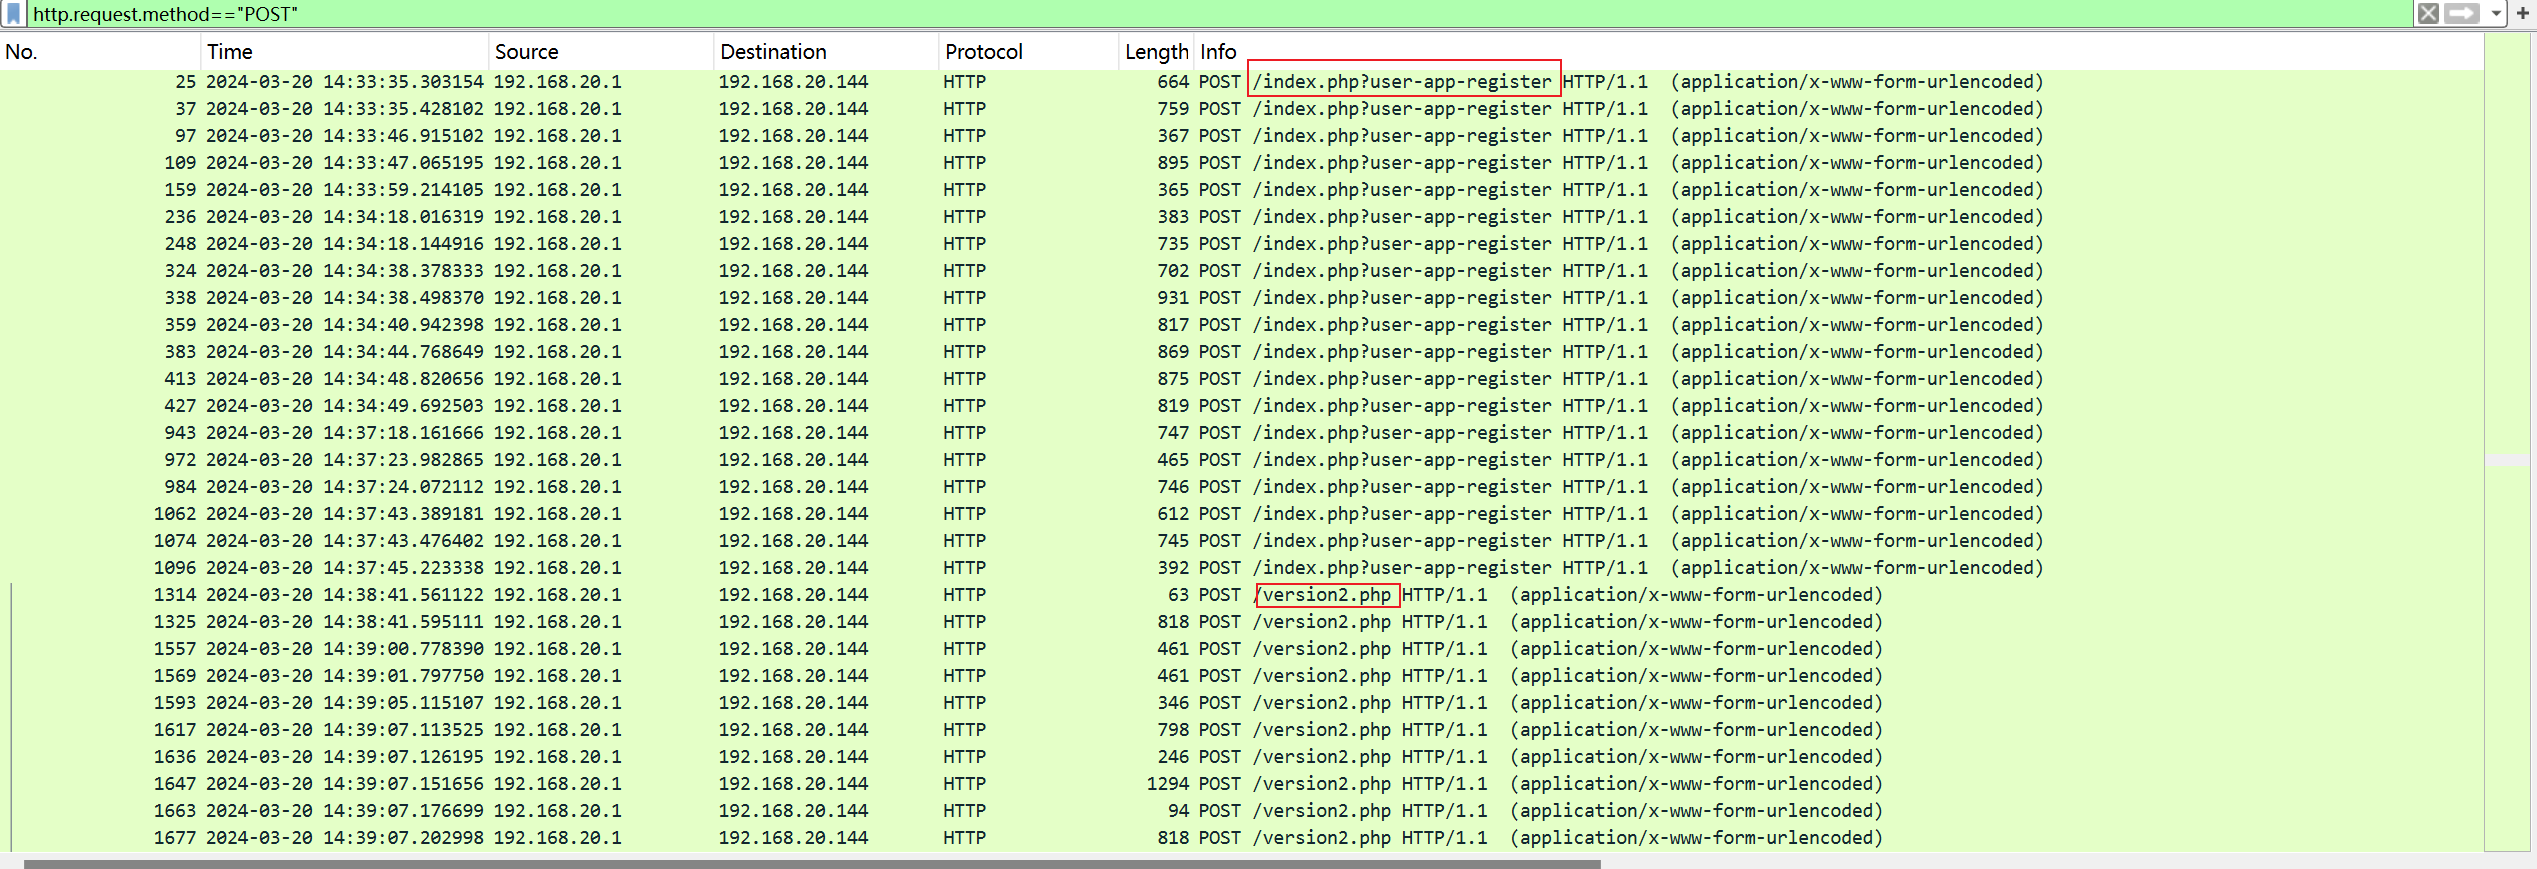 http.request.method=="POST"
No. Time Source Destination Protocol Length Info
25 2024-03-20 14:33:35.303154 192.168.20.1 192.168.20.144 HTTP 664 POST /index.php?user-app-register HTTP/1.1 (application/x-www-form-urlencoded)
37 2024-03-20 14:33:35.428102 192.168.20.1 192.168.20.144 HTTP 759 POST /index.php?user-app-register HTTP/1.1 (application/x-www-form-urlencoded)
97 2024-03-20 14:33:46.915102 192.168.20.1 192.168.20.144 HTTP 367 POST /index.php?user-app-register HTTP/1.1 (application/x-www-form-urlencoded)
109 2024-03-20 14:33:47.065195 192.168.20.1 192.168.20.144 HTTP 895 POST /index.php?user-app-register HTTP/1.1 (application/x-www-form-urlencoded)
159 2024-03-20 14:33:59.214105 192.168.20.1 192.168.20.144 HTTP 365 POST /index.php?user-app-register HTTP/1.1 (application/x-www-form-urlencoded)
236 2024-03-20 14:34:18.016319 192.168.20.1 192.168.20.144 HTTP 383 POST /index.php?user-app-register HTTP/1.1 (application/x-www-form-urlencoded)
248 2024-03-20 14:34:18.144916 192.168.20.1 192.168.20.144 HTTP 735 POST /index.php?user-app-register HTTP/1.1 (application/x-www-form-urlencoded)
324 2024-03-20 14:34:38.378333 192.168.20.1 192.168.20.144 HTTP 702 POST /index.php?user-app-register HTTP/1.1 (application/x-www-form-urlencoded)
338 2024-03-20 14:34:38.498370 192.168.20.1 192.168.20.144 HTTP 931 POST /index.php?user-app-register HTTP/1.1 (application/x-www-form-urlencoded)
359 2024-03-20 14:34:40.942398 192.168.20.1 192.168.20.144 HTTP 817 POST /index.php?user-app-register HTTP/1.1 (application/x-www-form-urlencoded)
383 2024-03-20 14:34:44.768649 192.168.20.1 192.168.20.144 HTTP 869 POST /index.php?user-app-register HTTP/1.1 (application/x-www-form-urlencoded)
413 2024-03-20 14:34:48.820656 192.168.20.1 192.168.20.144 HTTP 875 POST /index.php?user-app-register HTTP/1.1 (application/x-www-form-urlencoded)
427 2024-03-20 14:34:49.692503 192.168.20.1 192.168.20.144 HTTP 819 POST /index.php?user-app-register HTTP/1.1 (application/x-www-form-urlencoded)
943 2024-03-20 14:37:18.161666 192.168.20.1 192.168.20.144 HTTP 747 POST /index.php?user-app-register HTTP/1.1 (application/x-www-form-urlencoded)
972 2024-03-20 14:37:23.982865 192.168.20.1 192.168.20.144 HTTP 465 POST /index.php?user-app-register HTTP/1.1 (application/x-www-form-urlencoded)
984 2024-03-20 14:37:24.072112 192.168.20.1 192.168.20.144 HTTP 746 POST /index.php?user-app-register HTTP/1.1 (application/x-www-form-urlencoded)
1062 2024-03-20 14:37:43.389181 192.168.20.1 192.168.20.144 HTTP 612 POST /index.php?user-app-register HTTP/1.1 (application/x-www-form-urlencoded)
1074 2024-03-20 14:37:43.476402 192.168.20.1 192.168.20.144 HTTP 745 POST /index.php?user-app-register HTTP/1.1 (application/x-www-form-urlencoded)
1096 2024-03-20 14:37:45.223338 192.168.20.1 192.168.20.144 HTTP 392 POST /index.php?user-app-register HTTP/1.1 (application/x-www-form-urlencoded)
1314 2024-03-20 14:38:41.561122 192.168.20.1 192.168.20.144 HTTP 63 POST /version2.php HTTP/1.1 (application/x-www-form-urlencoded)
1325 2024-03-20 14:38:41.595111 192.168.20.1 192.168.20.144 HTTP 818 POST /version2.php HTTP/1.1 (application/x-www-form-urlencoded)
1557 2024-03-20 14:39:00.778390 192.168.20.1 192.168.20.144 HTTP 461 POST /version2.php HTTP/1.1 (application/x-www-form-urlencoded)
1569 2024-03-20 14:39:01.797750 192.168.20.1 192.168.20.144 HTTP 461 POST /version2.php HTTP/1.1 (application/x-www-form-urlencoded)
1593 2024-03-20 14:39:05.115107 192.168.20.1 192.168.20.144 HTTP 346 POST /version2.php HTTP/1.1 (application/x-www-form-urlencoded)
1617 2024-03-20 14:39:07.113525 192.168.20.1 192.168.20.144 HTTP 798 POST /version2.php HTTP/1.1 (application/x-www-form-urlencoded)
1636 2024-03-20 14:39:07.126195 192.168.20.1 192.168.20.144 HTTP 246 POST /version2.php HTTP/1.1 (application/x-www-form-urlencoded)
1647 2024-03-20 14:39:07.151656 192.168.20.1 192.168.20.144 HTTP 1294 POST /version2.php HTTP/1.1 (application/x-www-form-urlencoded)
1663 2024-03-20 14:39:07.176699 192.168.20.1 192.168.20.144 HTTP 94 POST /version2.php HTTP/1.1 (application/x-www-form-urlencoded)
1677 2024-03-20 14:39:07.202998 192.168.20.1 192.168.20.144 HTTP 818 POST /version2.php HTTP/1.1 (application/x-www-form-urlencoded)